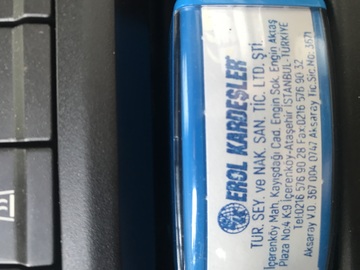 EROL KARDEŞLER
TUR. SEY. ve NAK. SAN. TİC. LTD. ŞTİ.
İçerenköy Mah. Kayışdağı Cad. Engin Sok. Engin Aktaş
Plaza No:4 K:9 İçerenköy-Ataşehir İSTANBUL-TÜRKİYE
Tel:0216 576 90 28 Fax:0216 576 90 32
Aksaray V.D. 367 004 0747 Aksaray Tic.Sic.No: 3671